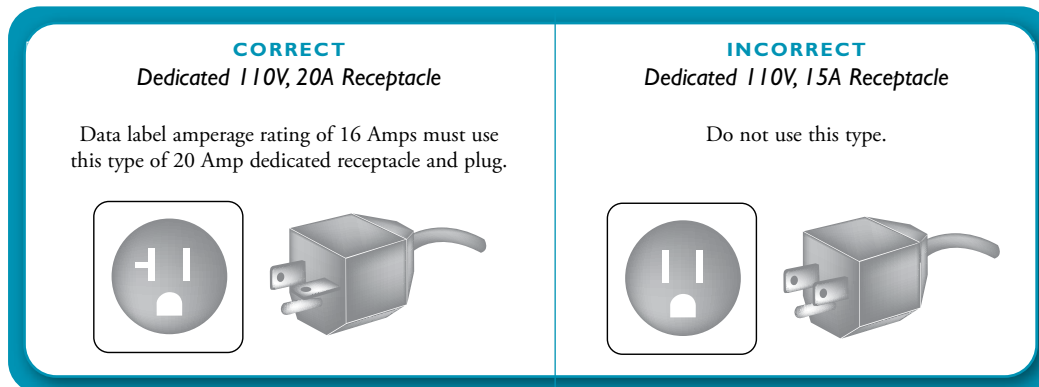 CORRECT
Dedicated 110V, 20A Receptacle
Data label amperage rating of 16 Amps must use
this type of 20 Amp dedicated receptacle and plug.
INCORRECT
Dedicated 110V, 15A Receptacle
Do not use this type.